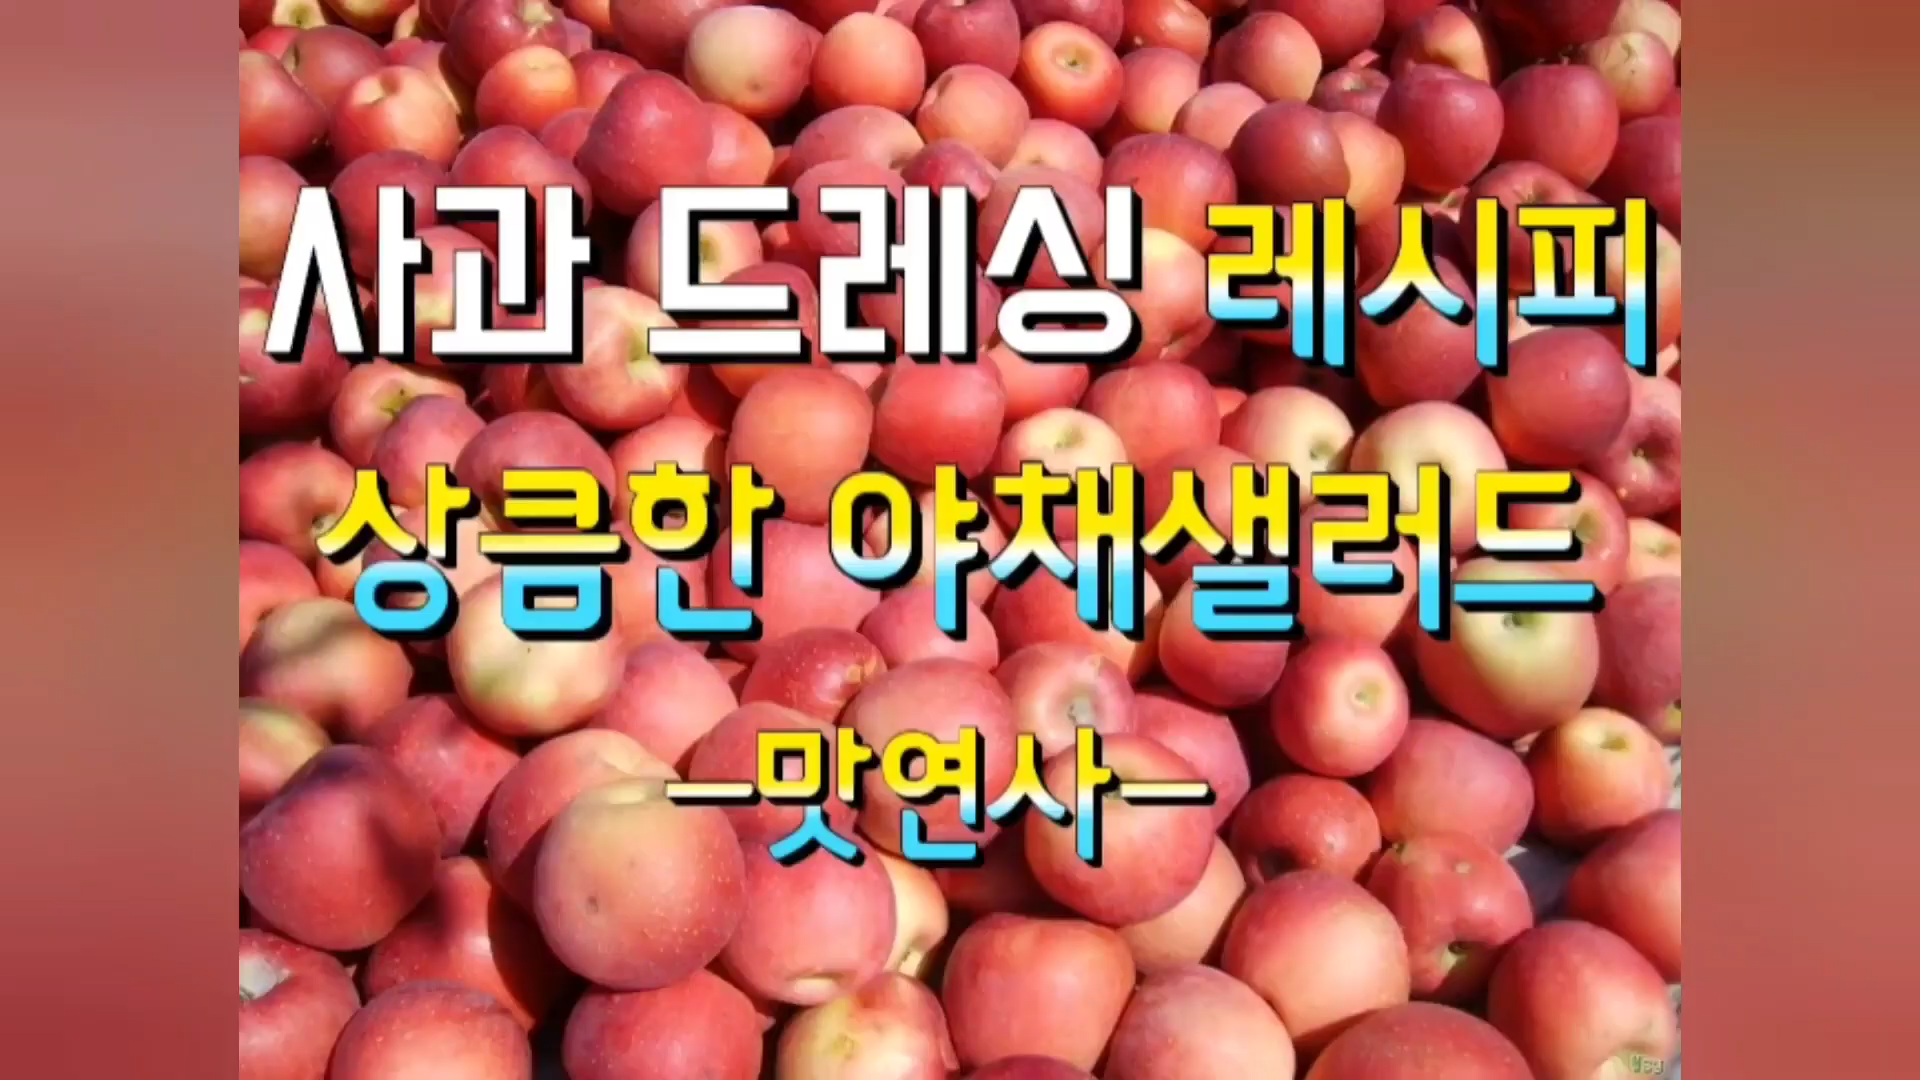 사과 드레싱 레시피
상큼한 야채샐러드
-맛연사-